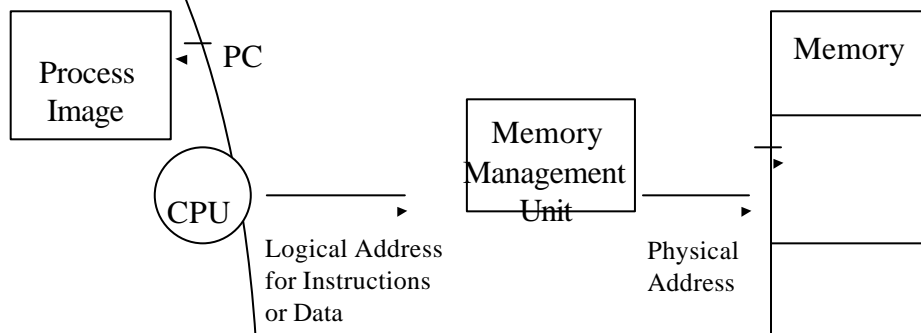 Process
Image
PC
CPU
Logical Address
for Instructions
or Data
Memory
Management
Unit
Physical
Address
Memory